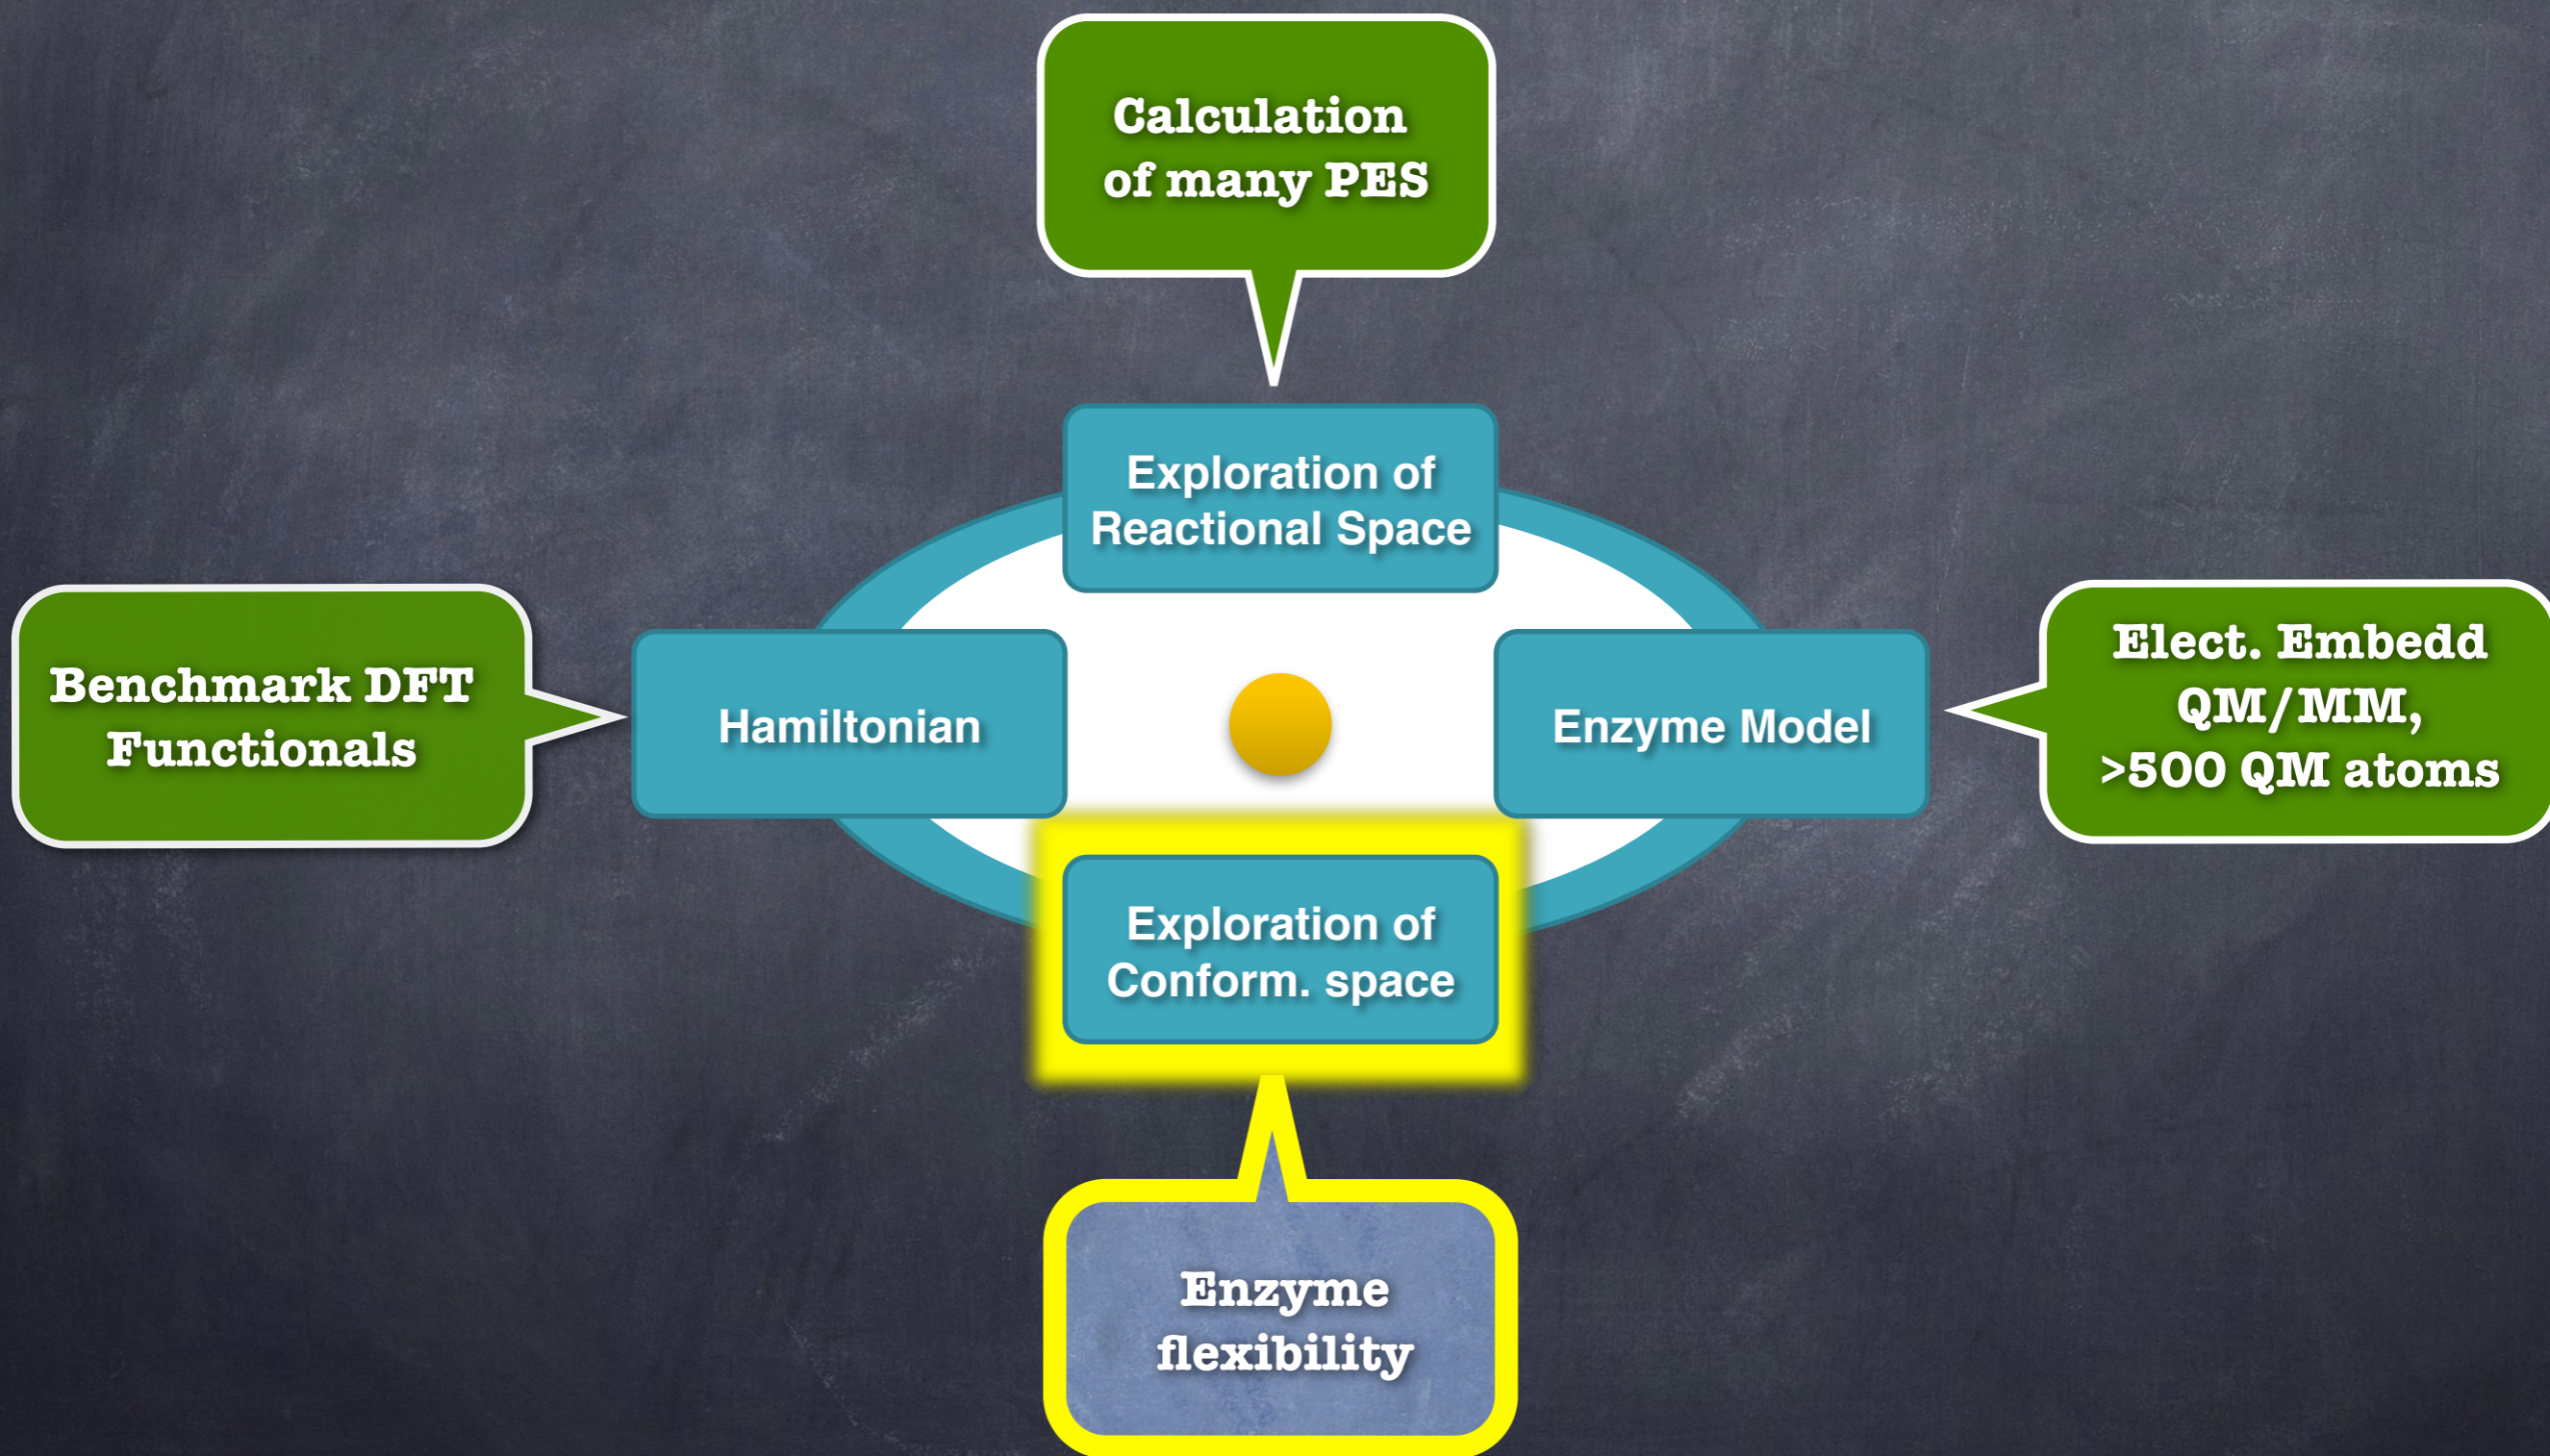 Calculation
of many PES
Exploration of
Reactional Space
Benchmark DFT
Functionals
Hamiltonian
Enzyme Model
Elect. Embedd
QM/MM,
>500 QM atoms
Exploration of
Conform. space
Enzyme
flexibility